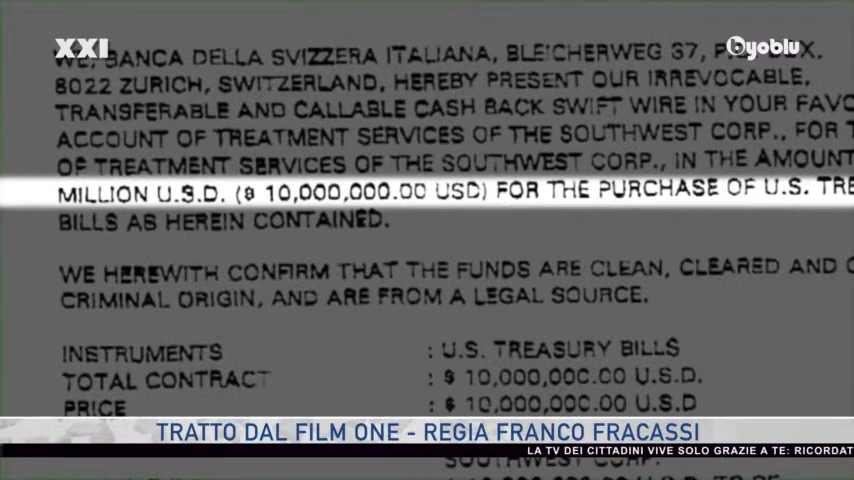 XXI
byoblu
WE, BANCA DELLA SVIZZERA ITALIANA, BLEICHERWEG 37, P.O. BOX,
8022 ZURICH, SWITZERLAND, HEREBY PRESENT OUR IRREVOCABLE,
TRANSFERABLE AND CALLABLE CASH BACK SWIFT WIRE IN YOUR FAVO
ACCOUNT OF TREATMENT SERVICES OF THE SOUTHWEST CORP., FOR T
OF TREATMENT SERVICES OF THE SOUTHWEST CORP., IN THE AMOUNT
MILLION U.S.D. ($ 10,000,000.00 USD) FOR THE PURCHASE OF U.S. TRE
BILLS AS HEREIN CONTAINED.
WE HEREWITH CONFIRM THAT THE FUNDS ARE CLEAN, CLEARED AND
CRIMINAL ORIGIN, AND ARE FROM A LEGAL SOURCE.
INSTRUMENTS : U.S. TREASURY BILLS
TOTAL CONTRACT : $ 10,000,000.00 U.S.D.
PRICE : $ 10,000,000.00 U.S.D
TRATTO DAL FILM ONE - REGIA FRANCO FRACASSI
LA TV DEI CITTADINI VIVE SOLO GRAZIE A TE: RICORDAT
SOUTHWEST CORP.